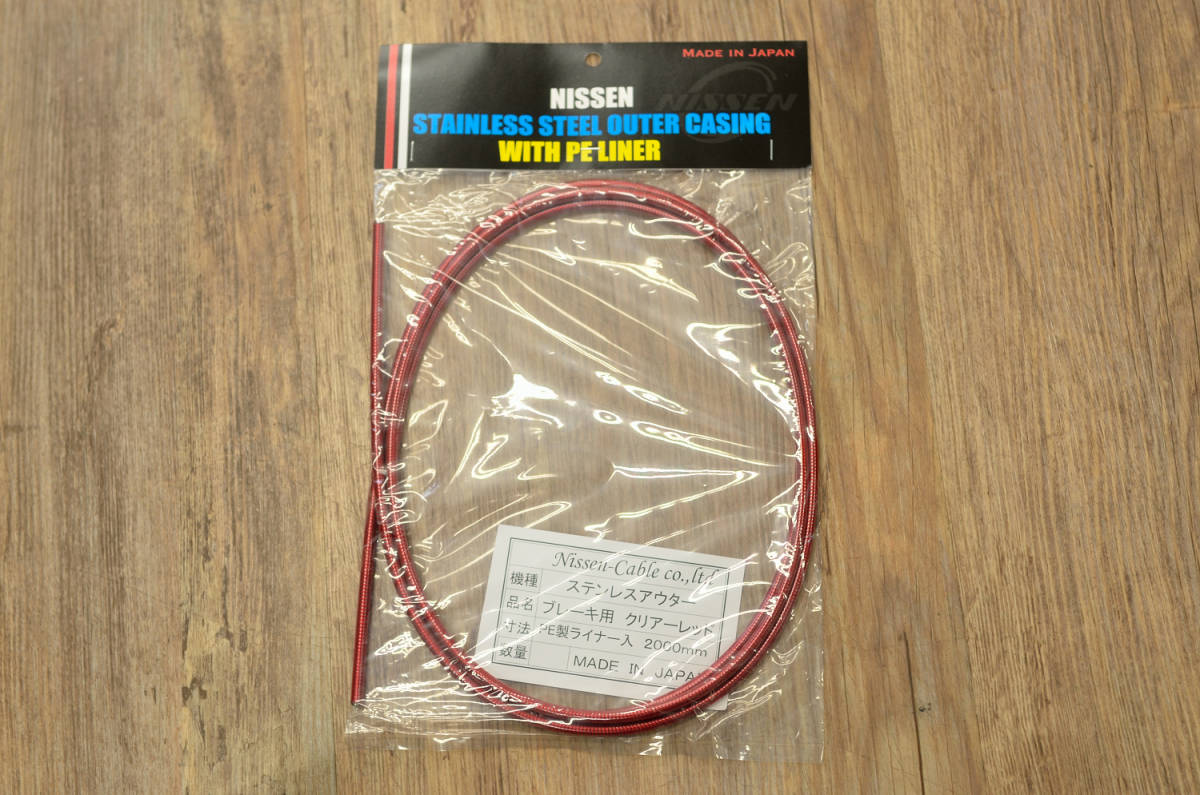 MADE IN JAPAN
NISSEN
NISSEN
STAINLESS STEEL OUTER CASING
WITH PE LINER
Nissen-Cable co.,ltd
機種 ステンレスアウター
品名 ブレーキ用 クリアーレッド
寸法 PE製ライナー入 2000mm
数量 MADE IN JAPAN